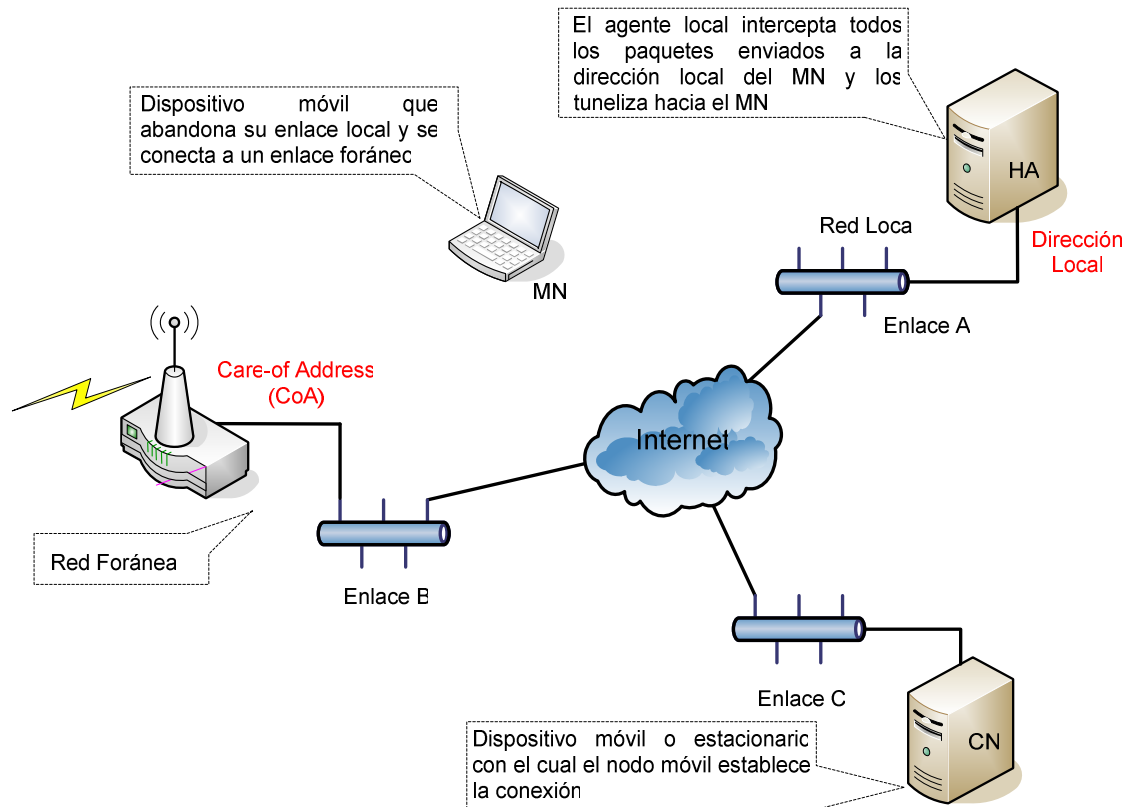 El agente local intercepta todos
los paquetes enviados a la
dirección local del MN y los
tuneliza hacia el MN
Dispositivo móvil que
abandona su enlace local y se
conecta a un enlace foráneo
HA
Red Loca
Dirección
Local
MN
Enlace A
Care-of Address
(CoA)
Internet
Red Foránea
Enlace B
Enlace C
CN
Dispositivo móvil o estacionario
con el cual el nodo móvil establece
la conexión